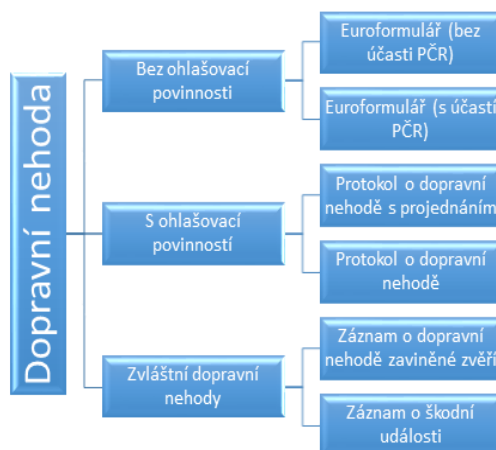 Dopravní nehoda
Bez ohlašovací
povinnosti
Euroformulář (bez
účasti PČR)
Euroformulář (s účastí
PČR)
S ohlašovací
povinností
Protokol o dopravní
nehodě s projednáním
Protokol o dopravní
nehodě
Zvláštní dopravní
nehody
Záznam o dopravní
nehodě zaviněné zvěří
Záznam o škodní
události